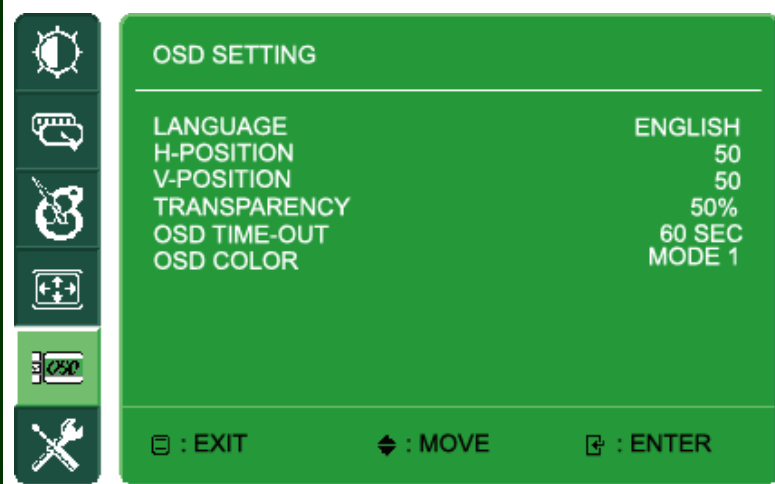 OSD SETTING
LANGUAGE ENGLISH
H-POSITION 50
V-POSITION 50
TRANSPARENCY 50%
OSD TIME-OUT 60 SEC
OSD COLOR MODE 1
OSD
: EXIT : MOVE : ENTER